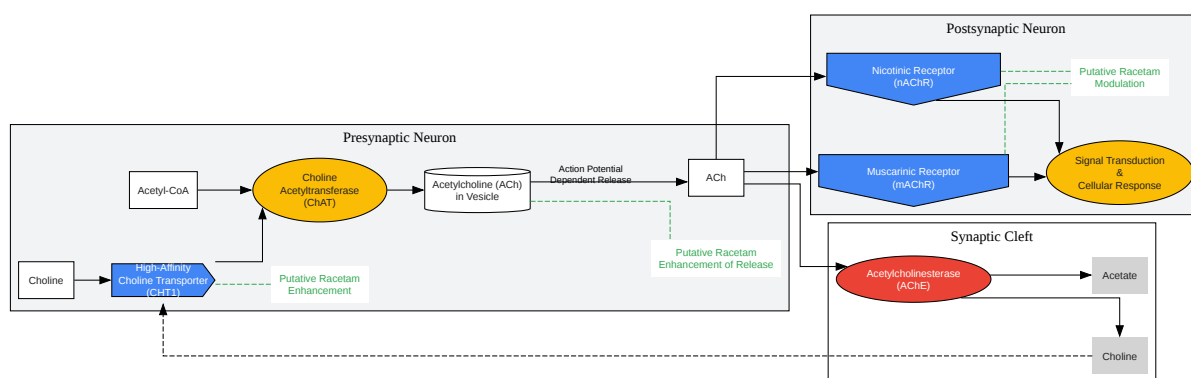 Postsynaptic Neuron
Nicotinic Receptor
(nAChR)
Putative Racetam
Modulation
Presynaptic Neuron
Choline
Acetyltransferase
(ChAT)
Acetyl-CoA
Acetylcholine (ACh)
in Vesicle
Action Potential
Dependent Release
ACh
Muscarinic Receptor
(mAChR)
Signal Transduction
&
Cellular Response
Synaptic Cleft
Putative Racetam
Enhancement of Release
Choline
High-Affinity
Choline Transporter
(CHT1)
Putative Racetam
Enhancement
Acetylcholinesterase
(AChE)
Acetate
Choline